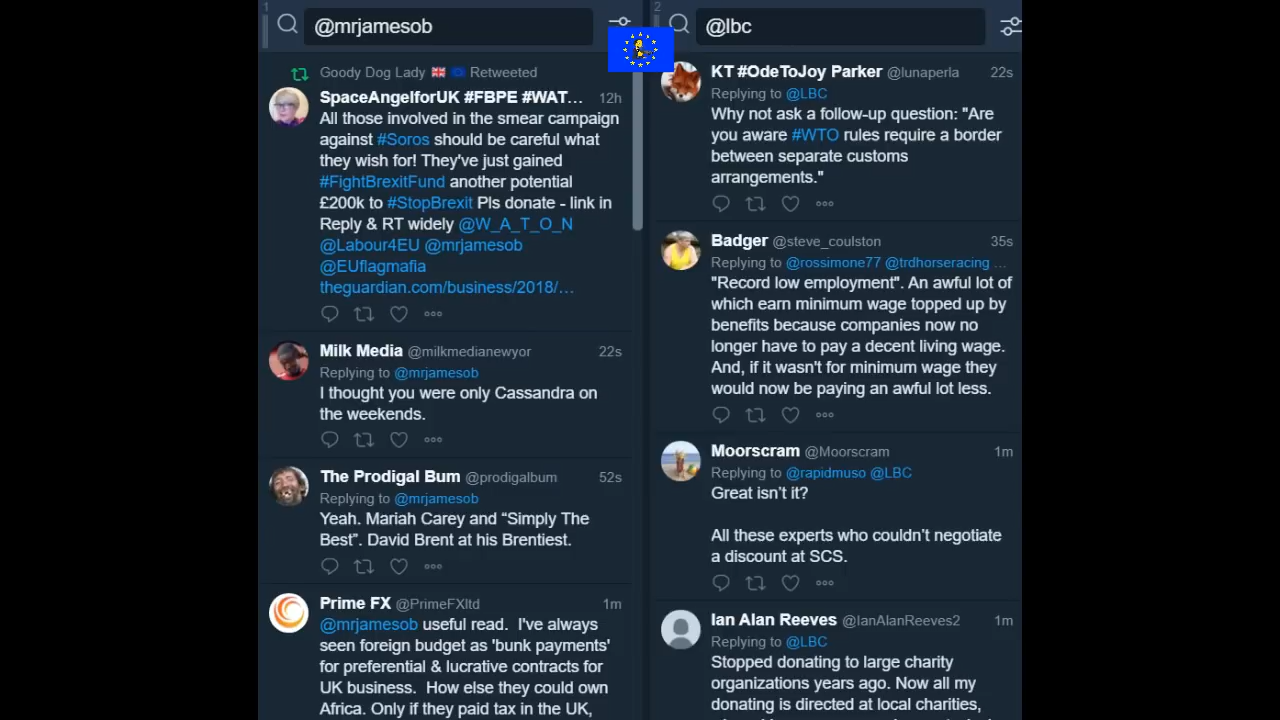 1
@mrjamesob
Goody Dog Lady 🇬🇧 🇪🇺 Retweeted
SpaceAngelforUK #FBPE #WAT… 12h
All those involved in the smear campaign
against #Soros should be careful what
they wish for! They've just gained
#FightBrexitFund another potential
£200k to #StopBrexit Pls donate - link in
Reply & RT widely @W_A_T_O_N
@Labour4EU @mrjamesob
@EUflagmafia
theguardian.com/business/2018/…
Milk Media @milkmedianewyor 22s
Replying to @mrjamesob
I thought you were only Cassandra on
the weekends.
The Prodigal Bum @prodigalbum 52s
Replying to @mrjamesob
Yeah. Mariah Carey and “Simply The
Best”. David Brent at his Brentiest.
Prime FX @PrimeFXltd 1m
@mrjamesob useful read.  I've always
seen foreign budget as 'bunk payments'
for preferential & lucrative contracts for
UK business.  How else they could own
Africa. Only if they paid tax in the UK,
2
@lbc
KT #OdeToJoy Parker @lunaperla 22s
Replying to @LBC
Why not ask a follow-up question: "Are
you aware #WTO rules require a border
between separate customs
arrangements."
Badger @steve_coulston 35s
Replying to @rossimone77 @trdhorseracing …
"Record low employment". An awful lot of
which earn minimum wage topped up by
benefits because companies now no
longer have to pay a decent living wage.
And, if it wasn't for minimum wage they
would now be paying an awful lot less.
Moorscram @Moorscram 1m
Replying to @rapidmuso @LBC
Great isn’t it?
All these experts who couldn’t negotiate
a discount at SCS.
Ian Alan Reeves @IanAlanReeves2 1m
Replying to @LBC
Stopped donating to large charity
organizations years ago. Now all my
donating is directed at local charities,